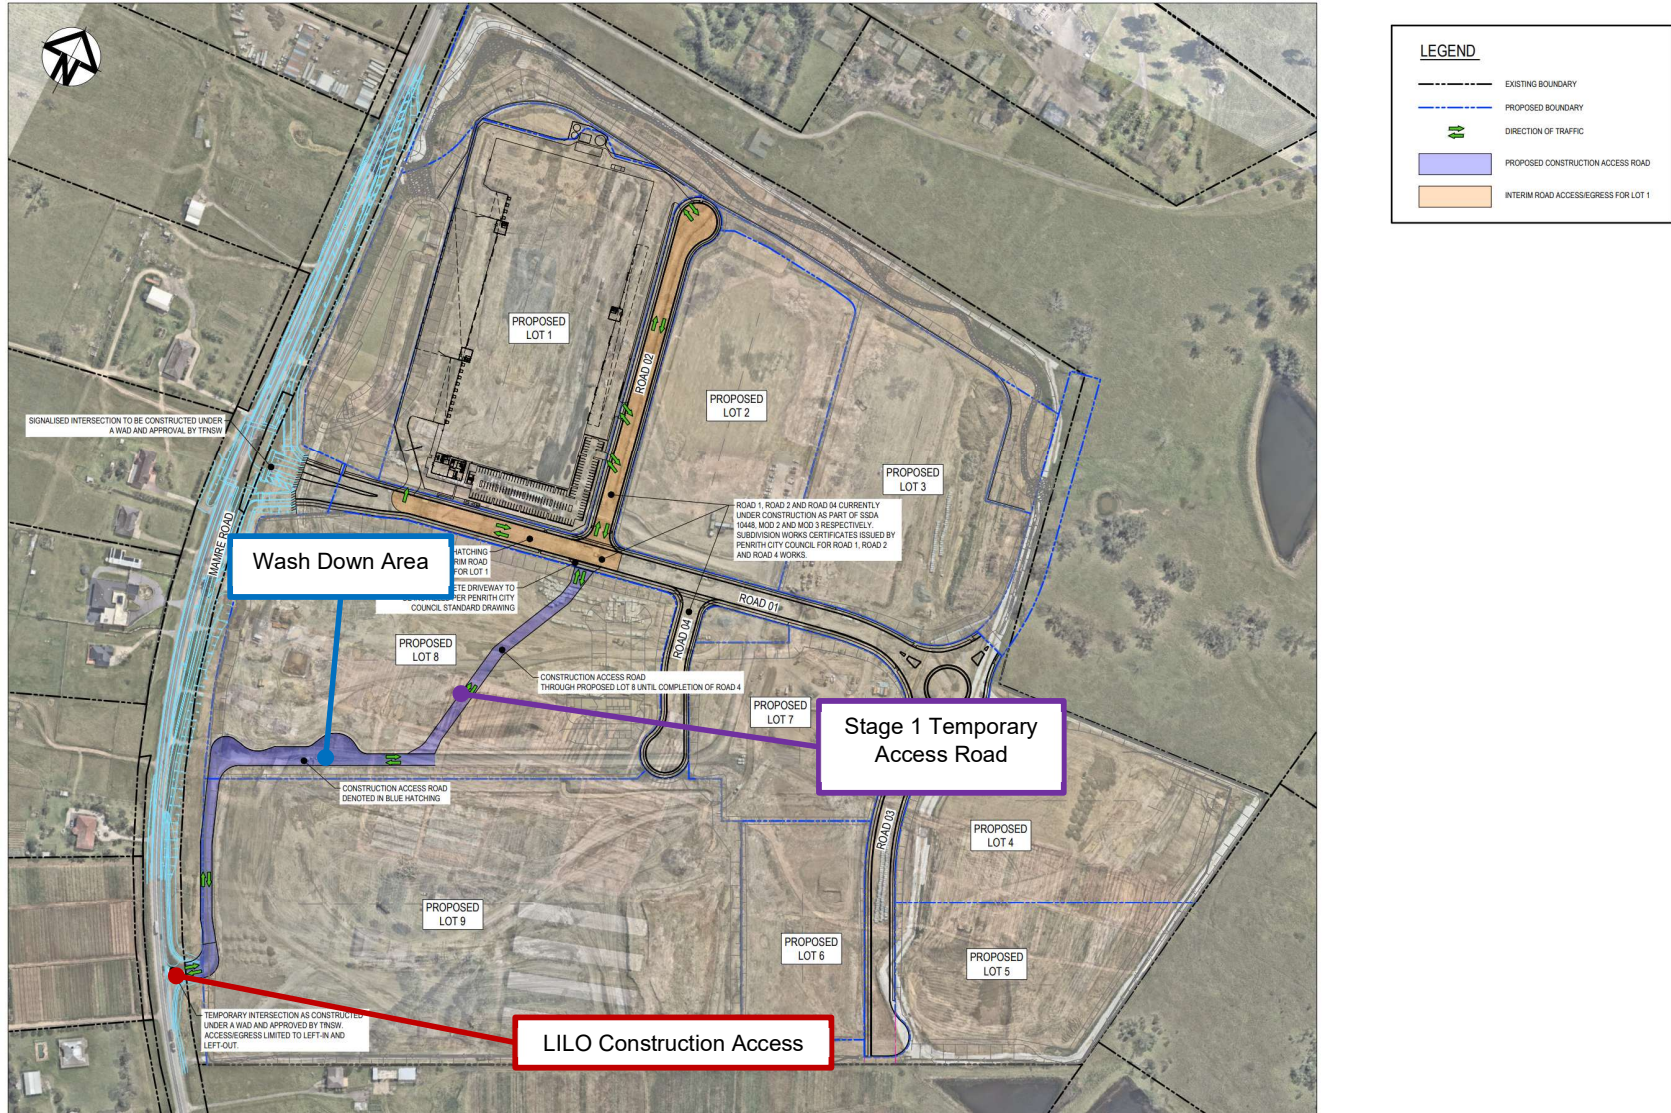 N
LEGEND
EXISTING BOUNDARY
PROPOSED BOUNDARY
DIRECTION OF TRAFFIC
PROPOSED CONSTRUCTION ACCESS ROAD
INTERIM ROAD ACCESS/EGRESS FOR LOT 1
PROPOSED
LOT 1
ROAD 02
PROPOSED
LOT 2
SIGNALISED INTERSECTION TO BE CONSTRUCTED UNDER
A WAD AND APPROVAL BY TFNSW
PROPOSED
LOT 3
ROAD 1, ROAD 2 AND ROAD 04 CURRENTLY
UNDER CONSTRUCTION AS PART OF SSDA
10448, MOD 2 AND MOD 3 RESPECTIVELY.
SUBDIVISION WORKS CERTIFICATES ISSUED BY
PENRITH CITY COUNCIL FOR ROAD 1, ROAD 2
AND ROAD 4 WORKS.
MAMRE ROAD
Wash Down Area
HATCHING
RIM ROAD
FOR LOT 1
ETE DRIVEWAY TO
PER PENRITH CITY
COUNCIL STANDARD DRAWING
ROAD 01
ROAD 04
PROPOSED
LOT 8
CONSTRUCTION ACCESS ROAD
THROUGH PROPOSED LOT 8 UNTIL COMPLETION OF ROAD 4
PROPOSED
LOT 7
Stage 1 Temporary
Access Road
CONSTRUCTION ACCESS ROAD
DENOTED IN BLUE HATCHING
ROAD 03
PROPOSED
LOT 4
PROPOSED
LOT 9
PROPOSED
LOT 6
PROPOSED
LOT 5
TEMPORARY INTERSECTION AS CONSTRUCTED
UNDER A WAD AND APPROVED BY TfNSW.
ACCESS/EGRESS LIMITED TO LEFT-IN AND
LEFT-OUT.
LILO Construction Access